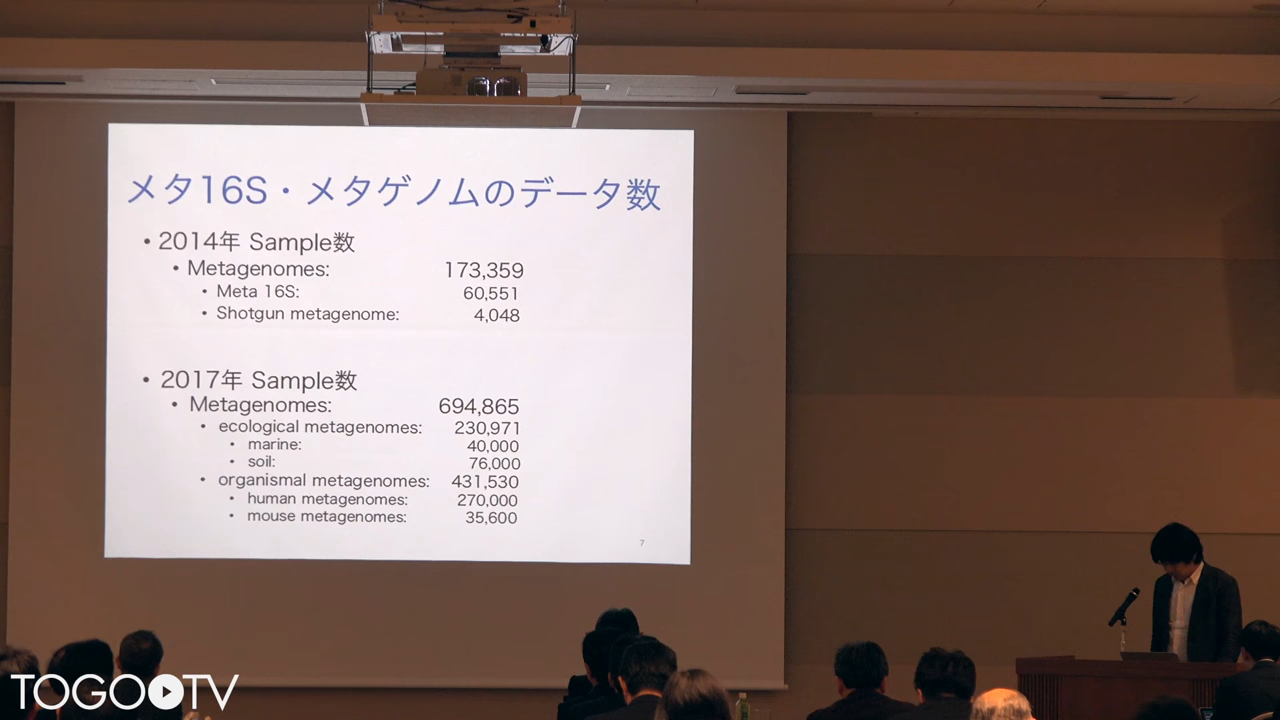 メタ16S・メタゲノムのデータ数
• 2014年 Sample数
• Metagenomes: 173,359
• Meta 16S: 60,551
• Shotgun metagenome: 4,048
• 2017年 Sample数
• Metagenomes: 694,865
• ecological metagenomes: 230,971
• marine: 40,000
• soil: 76,000
• organismal metagenomes: 431,530
• human metagenomes: 270,000
• mouse metagenomes: 35,600
7
TOGOTV